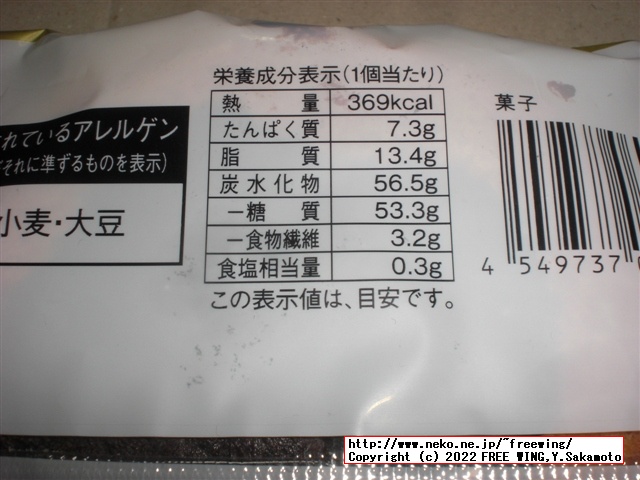 栄養成分表示(1個当たり)
熱量 369kcal
たんぱく質 7.3g
脂質 13.4g
炭水化物 56.5g
－糖質 53.3g
－食物繊維 3.2g
食塩相当量 0.3g
この表示値は、目安です。
れているアレルゲン
それに準ずるものを表示)
小麦・大豆
菓子
4 549737
http://www.neko.ne.jp/~freewing/
Copyright (c) 2022 FREE WING,Y.Sakamoto